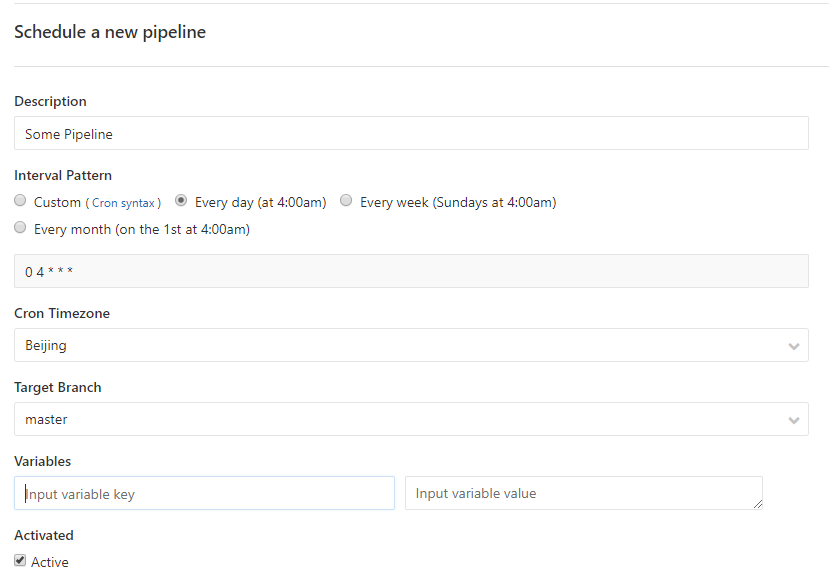 Schedule a new pipeline
Description
Some Pipeline
Interval Pattern
Custom ( Cron syntax ) Every day (at 4:00am) Every week (Sundays at 4:00am)
Every month (on the 1st at 4:00am)
0 4 * * *
Cron Timezone
Beijing
Target Branch
master
Variables
Input variable key Input variable value
Activated
Active